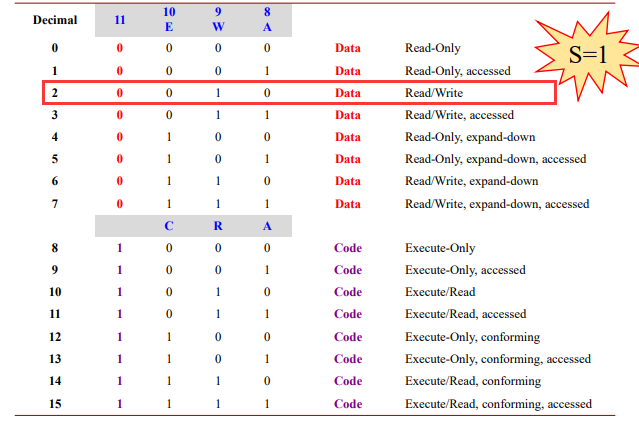 Decimal 11 10 9 8
E W A
0 0 0 0 0 Data Read-Only
S=1
1 0 0 0 1 Data Read-Only, accessed
2 0 0 1 0 Data Read/Write
3 0 0 1 1 Data Read/Write, accessed
4 0 1 0 0 Data Read-Only, expand-down
5 0 1 0 1 Data Read-Only, expand-down, accessed
6 0 1 1 0 Data Read/Write, expand-down
7 0 1 1 1 Data Read/Write, expand-down, accessed
C R A
8 1 0 0 0 Code Execute-Only
9 1 0 0 1 Code Execute-Only, accessed
10 1 0 1 0 Code Execute/Read
11 1 0 1 1 Code Execute/Read, accessed
12 1 1 0 0 Code Execute-Only, conforming
13 1 1 0 1 Code Execute-Only, conforming, accessed
14 1 1 1 0 Code Execute/Read, conforming
15 1 1 1 1 Code Execute/Read, conforming, accessed